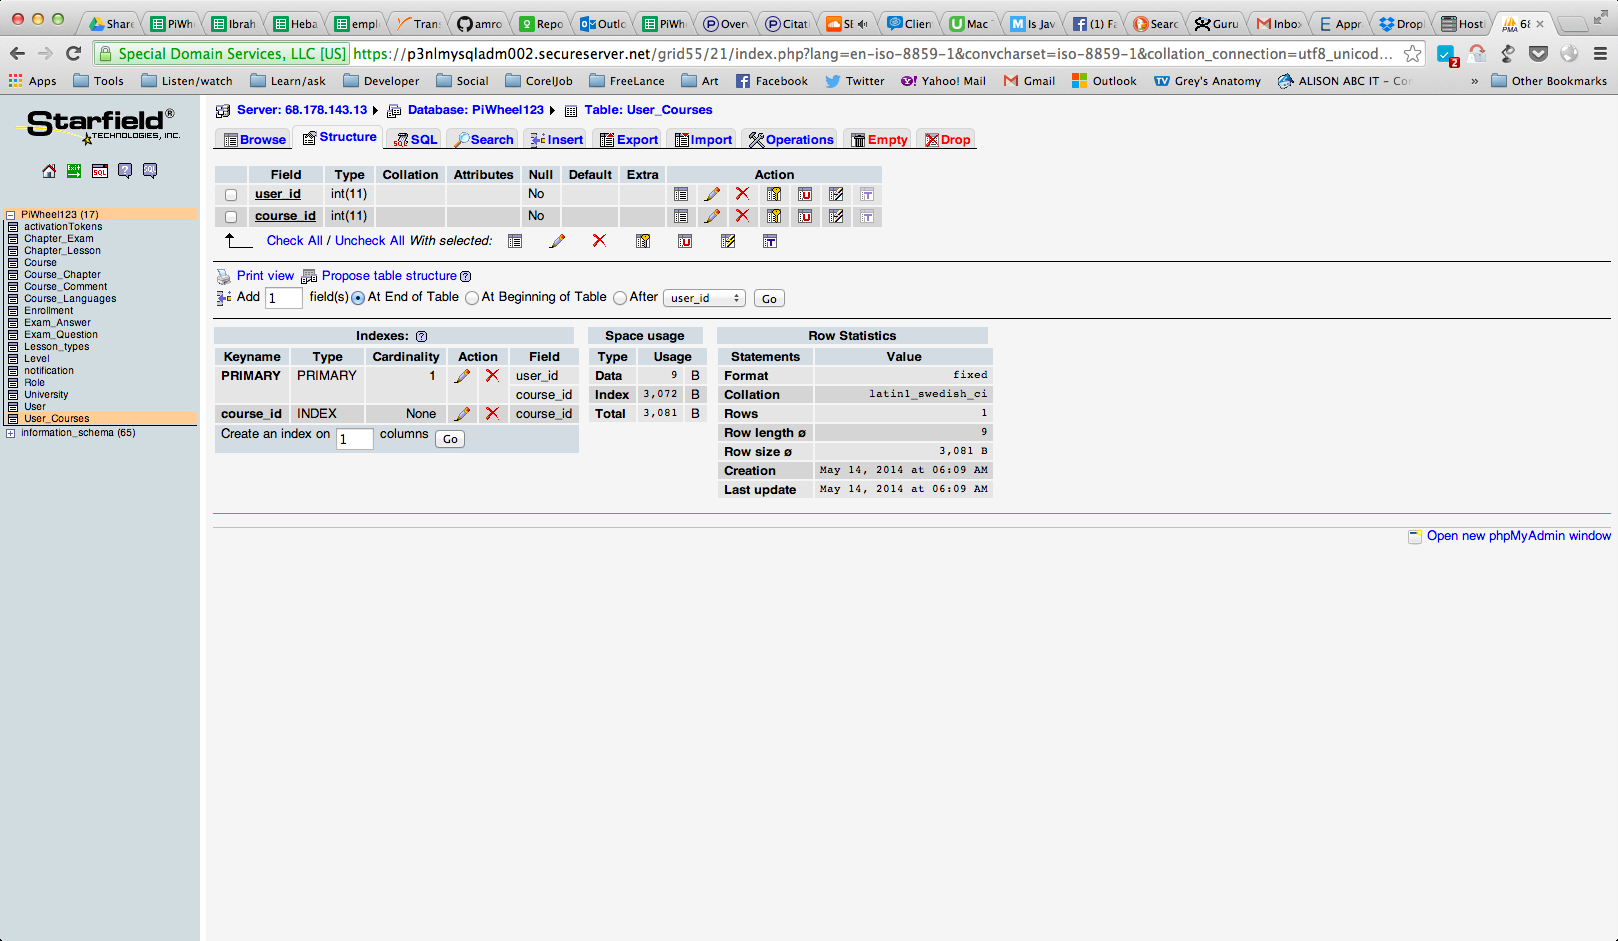 Share PiWh Ibrah Heba empl Trans amro Repo Outlo PiWh Over Citati St Clien Mac Is Jav (1) Fa Searc Guru Inbo Appr Drop Host 68
Special Domain Services, LLC [US] https://p3nlmysqladm002.secureserver.net/grid55/21/index.php?lang=en-iso-8859-1&convcharset=iso-8859-1&collation_connection=utf8_unicod...
Apps Tools Listen/watch Learn/ask Developer Social CorelJob FreeLance Art Facebook Twitter Yahoo! Mail Gmail Outlook Grey's Anatomy ALISON ABC IT - Co » Other Bookmarks
Starfield®
TECHNOLOGIES, INC.
PiWheel123 (17)
activationTokens
Chapter_Exam
Chapter_Lesson
Course
Course_Chapter
Course_Comment
Course_Languages
Enrollment
Exam_Answer
Exam_Question
Lesson_types
Level
notification
Role
University
User
User_Courses
information_schema (65)
Server: 68.178.143.13 Database: PiWheel123 Table: User_Courses
Browse Structure SQL Search Insert Export Import Operations Empty Drop
Field Type Collation Attributes Null Default Extra Action
user_id int(11) No
course_id int(11) No
Check All / Uncheck All With selected:
Print view Propose table structure
Add 1 field(s) At End of Table At Beginning of Table After user_id Go
Indexes:
Keyname Type Cardinality Action Field
PRIMARY PRIMARY 1 user_id
course_id
course_id INDEX None course_id
Create an index on 1 columns Go
Space usage
Type Usage
Data 9 B
Index 3,072 B
Total 3,081 B
Row Statistics
Statements Value
Format fixed
Collation latin1_swedish_ci
Rows 1
Row length ø 9
Row size ø 3,081 B
Creation May 14, 2014 at 06:09 AM
Last update May 14, 2014 at 06:09 AM
Open new phpMyAdmin window